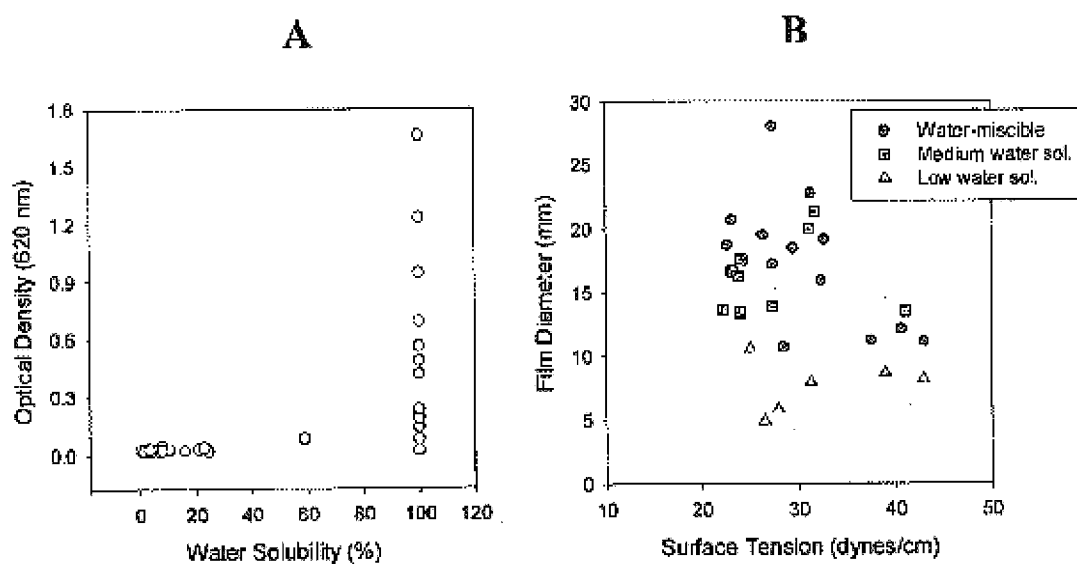 A
B
Optical Density (620 nm)
1.8
1.5
1.2
0.9
0.6
0.3
0.0
0
20
40
60
80
100
120
Water Solubility (%)
Film Diameter (mm)
30
25
20
15
10
5
0
10
20
30
40
50
Surface Tension (dynes/cm)
Water-miscible
Medium water sol.
Low water sol.